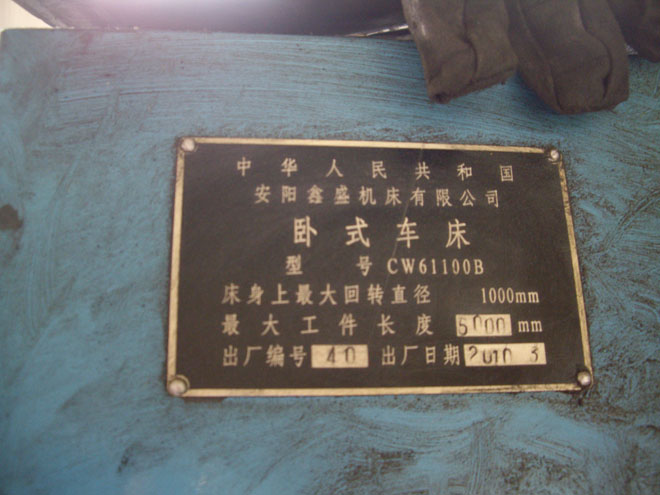 中华人民共和国
安阳鑫盛机床有限公司
卧式车床
型号 CW61100B
床身上最大回转直径 1000mm
最大工件长度 5000 mm
出厂编号 40 出厂日期 2010 3